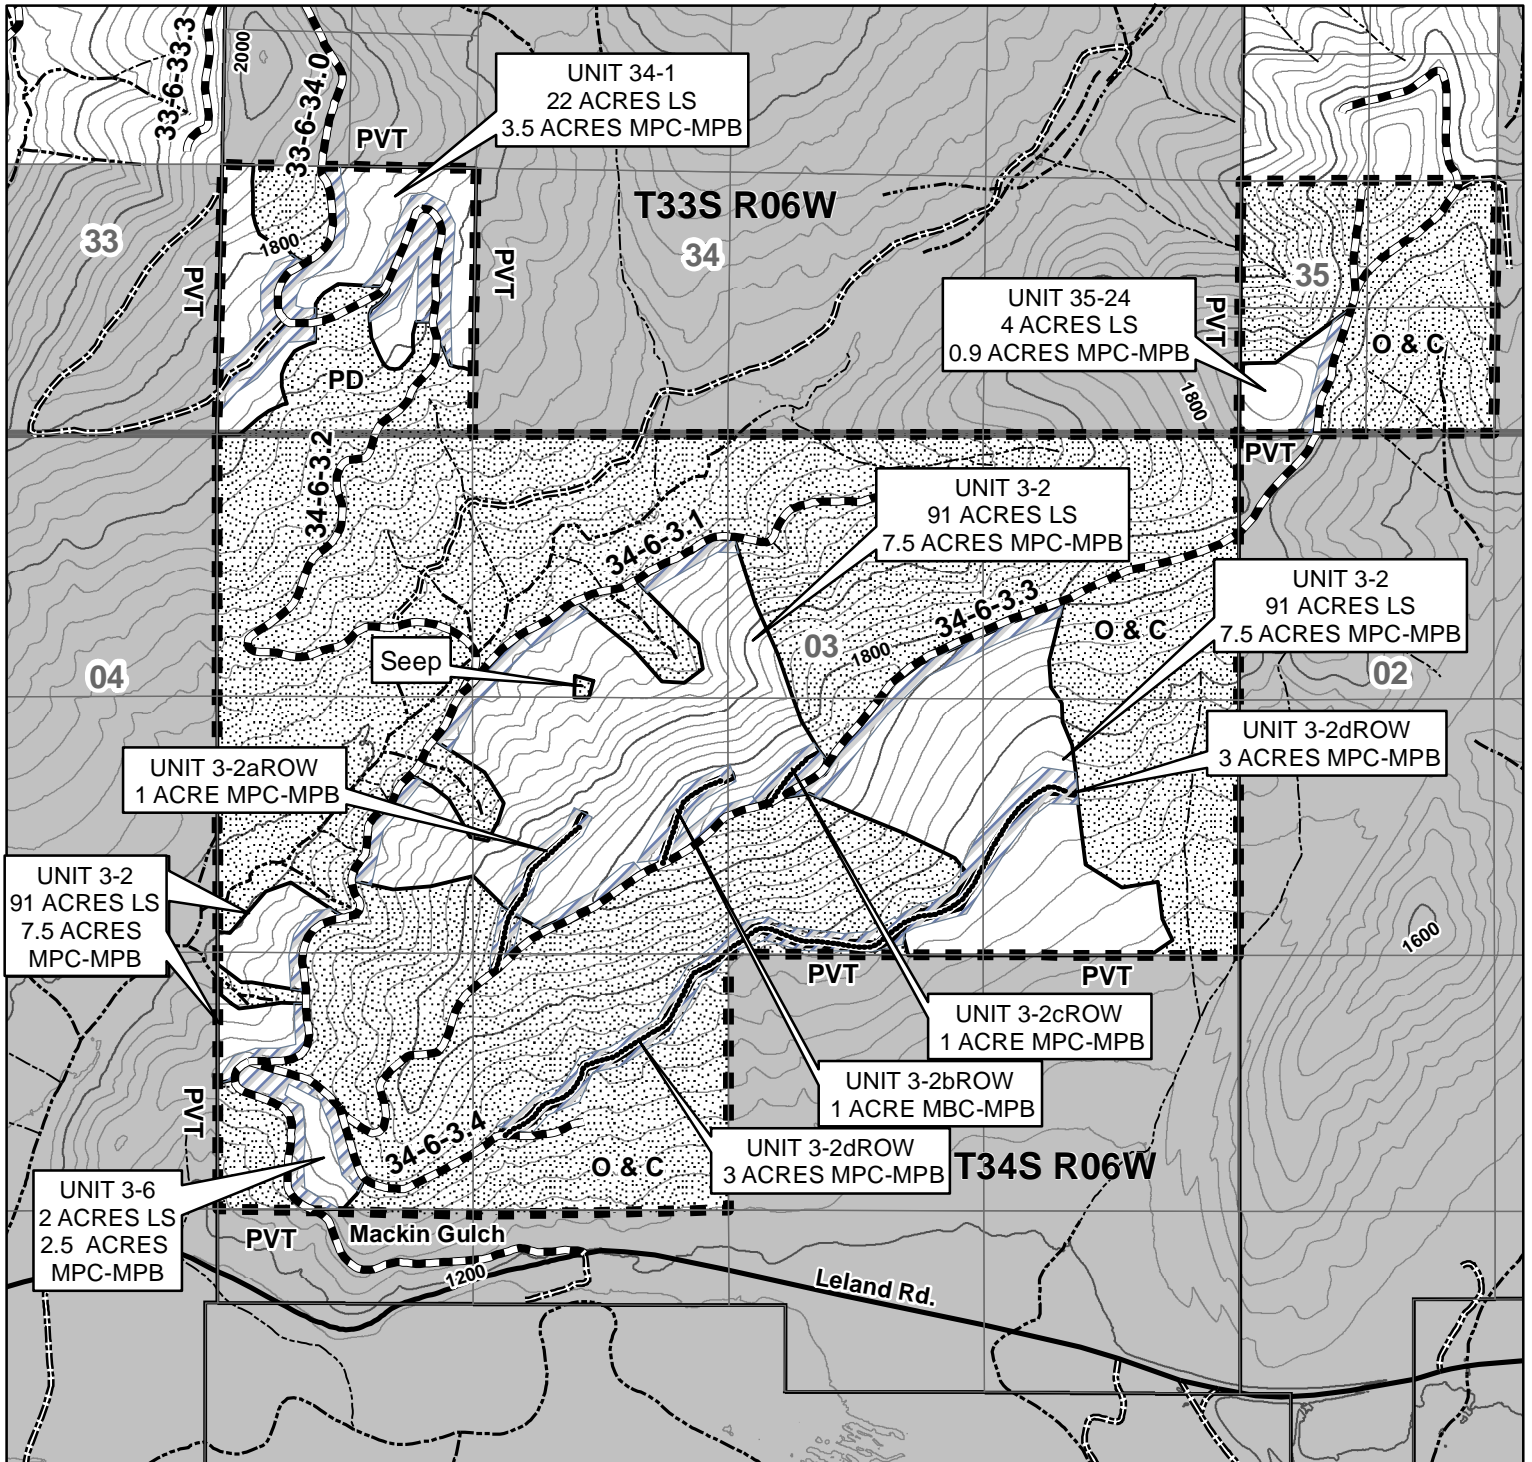 33-6-33.3
2000
33-6-34.0
PVT
UNIT 34-1
22 ACRES LS
3.5 ACRES MPC-MPB
T33S R06W
33
1800
34
35
PVT
PVT
UNIT 35-24
4 ACRES LS
0.9 ACRES MPC-MPB
PVT
O & C
PD
1800
34-6-3.2
PVT
UNIT 3-2
91 ACRES LS
7.5 ACRES MPC-MPB
34-6-3.1
34-6-3.3
UNIT 3-2
91 ACRES LS
7.5 ACRES MPC-MPB
O & C
03
1800
Seep
04
02
UNIT 3-2dROW
3 ACRES MPC-MPB
UNIT 3-2aROW
1 ACRE MPC-MPB
UNIT 3-2
91 ACRES LS
7.5 ACRES
MPC-MPB
1600
PVT
PVT
UNIT 3-2cROW
1 ACRE MPC-MPB
UNIT 3-2bROW
1 ACRE MBC-MPB
PVT
34-6-3.4
UNIT 3-2dROW
3 ACRES MPC-MPB
O & C
T34S R06W
UNIT 3-6
2 ACRES LS
2.5 ACRES
MPC-MPB
PVT
Mackin Gulch
1200
Leland Rd.